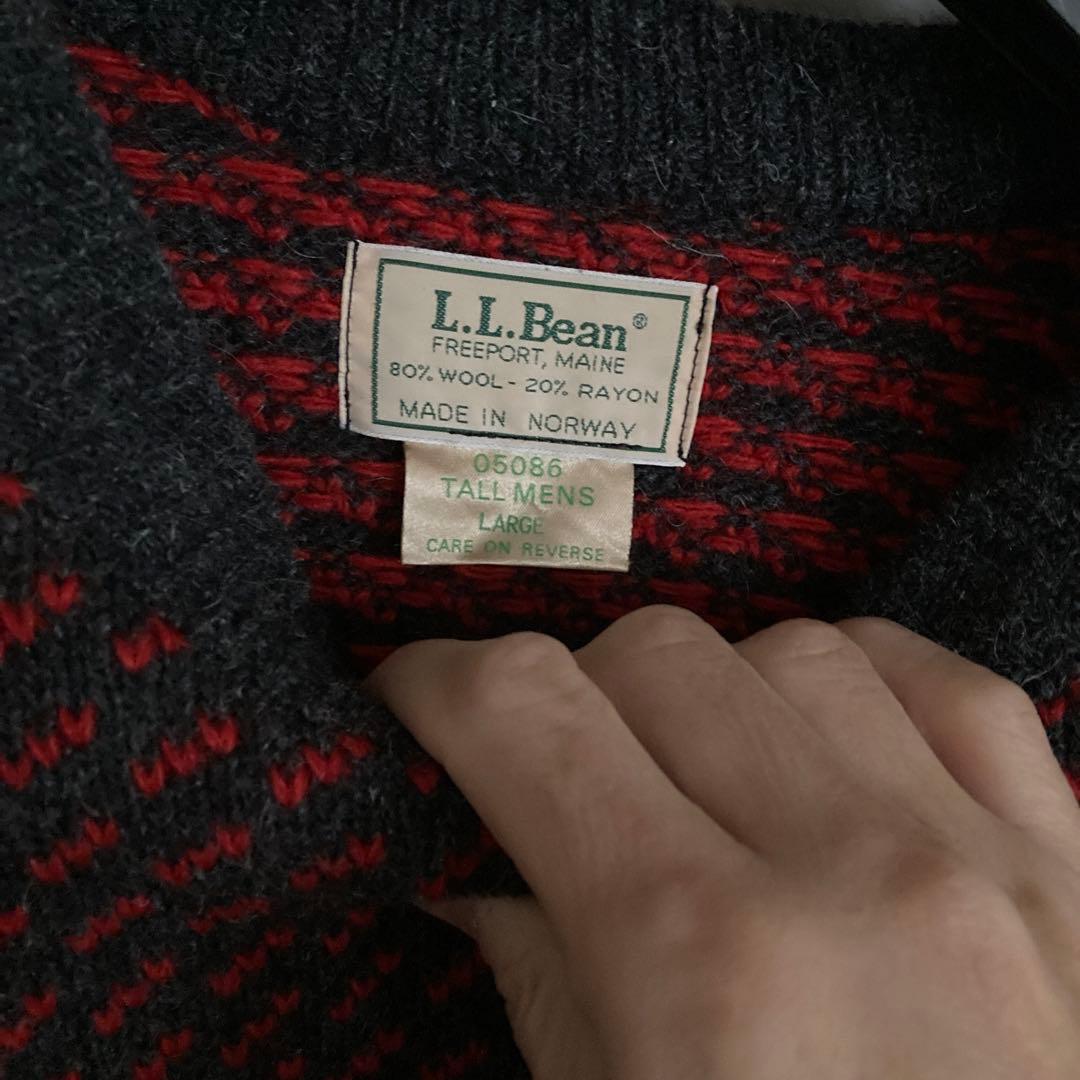 L.L.Bean®
FREEPORT, MAINE
80% WOOL - 20% RAYON
MADE IN NORWAY
05086
TALL MENS
LARGE
CARE ON REVERSE